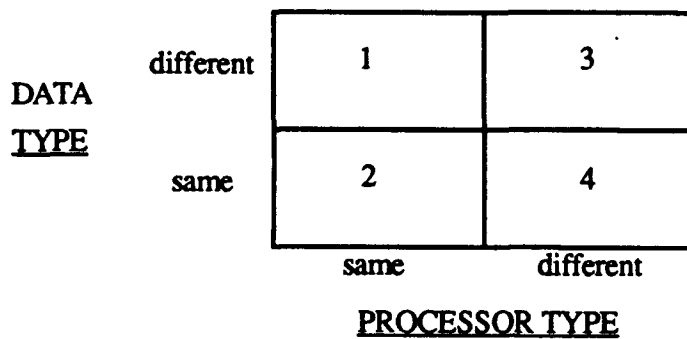 different 1 3
DATA
TYPE
same 2 4
same different
PROCESSOR TYPE